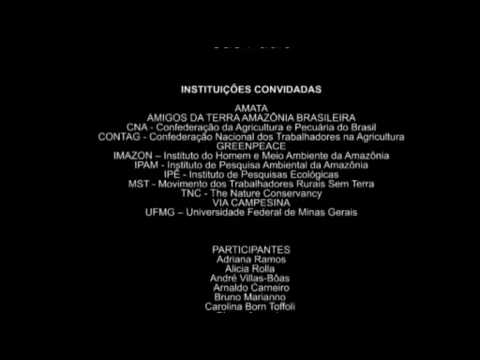 INSTITUIÇÕES CONVIDADAS
AMATA
AMIGOS DA TERRA AMAZÔNIA BRASILEIRA
CNA - Confederação da Agricultura e Pecuária do Brasil
CONTAG - Confederação Nacional dos Trabalhadores na Agricultura
GREENPEACE
IMAZON – Instituto do Homem e Meio Ambiente da Amazônia
IPAM - Instituto de Pesquisa Ambiental da Amazônia
IPÊ - Instituto de Pesquisas Ecológicas
MST - Movimento dos Trabalhadores Rurais Sem Terra
TNC - The Nature Conservancy
VIA CAMPESINA
UFMG – Universidade Federal de Minas Gerais
PARTICIPANTES
Adriana Ramos
Alicia Rolla
André Villas-Bôas
Arnaldo Carneiro
Bruno Marianno
Carolina Born Toffoli